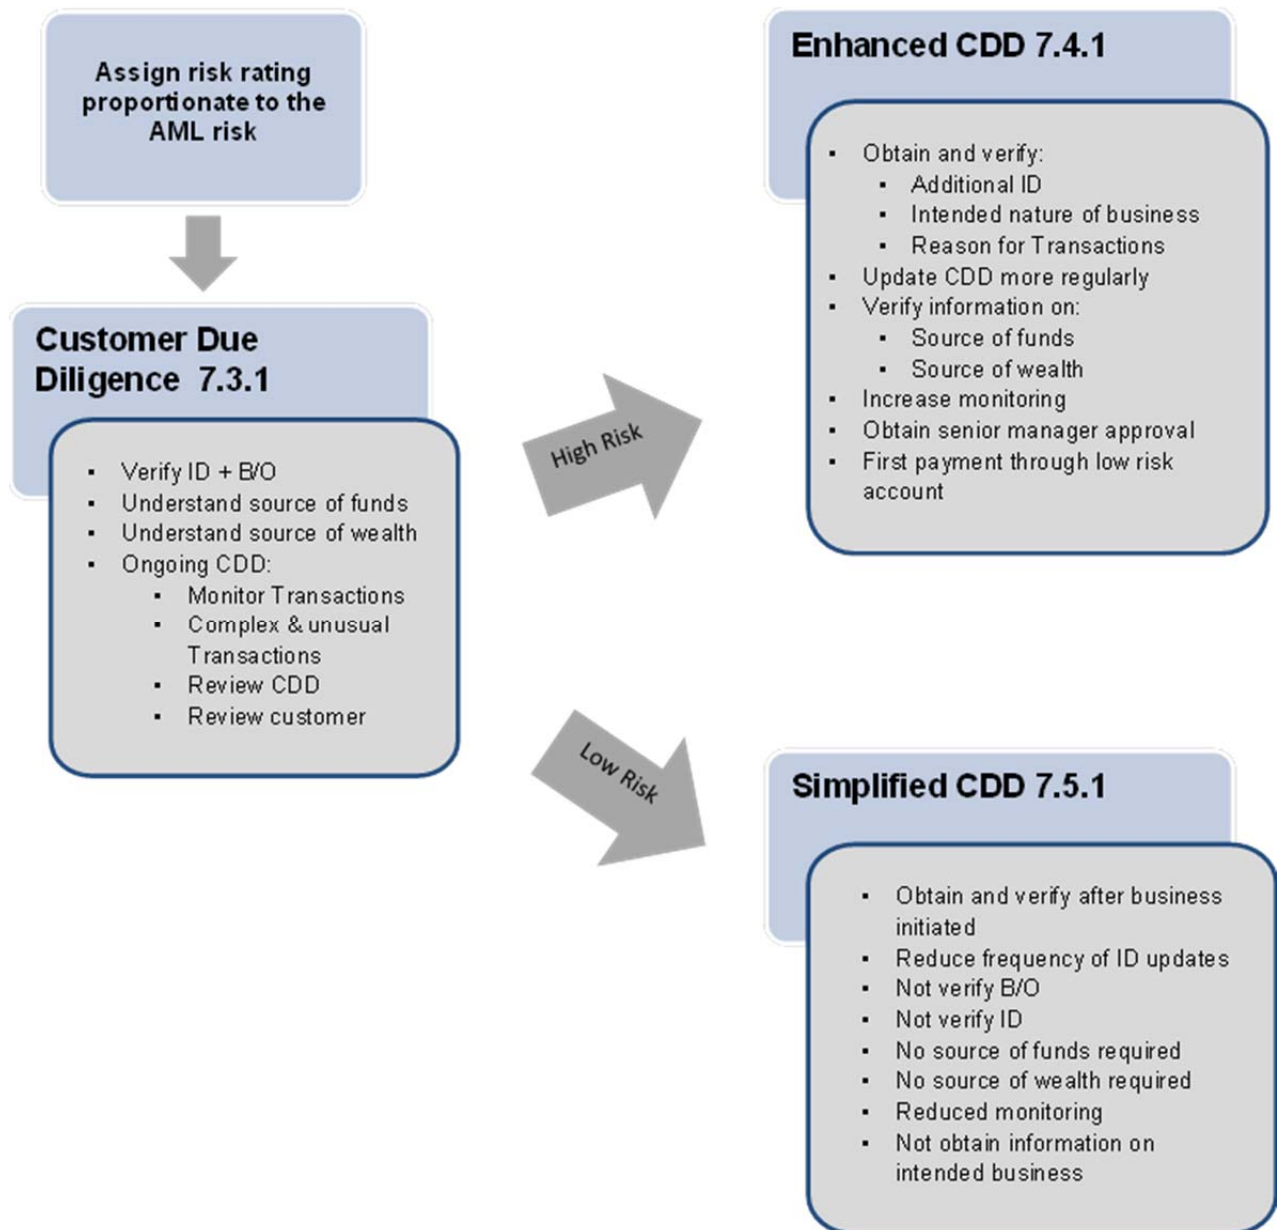 Assign risk rating
proportionate to the
AML risk
Customer Due
Diligence 7.3.1
▪ Verify ID + B/O
▪ Understand source of funds
▪ Understand source of wealth
▪ Ongoing CDD:
▪ Monitor Transactions
▪ Complex & unusual
Transactions
▪ Review CDD
▪ Review customer
High Risk
Enhanced CDD 7.4.1
▪ Obtain and verify:
▪ Additional ID
▪ Intended nature of business
▪ Reason for Transactions
▪ Update CDD more regularly
▪ Verify information on:
▪ Source of funds
▪ Source of wealth
▪ Increase monitoring
▪ Obtain senior manager approval
▪ First payment through low risk
account
Low Risk
Simplified CDD 7.5.1
▪ Obtain and verify after business
initiated
▪ Reduce frequency of ID updates
▪ Not verify B/O
▪ Not verify ID
▪ No source of funds required
▪ No source of wealth required
▪ Reduced monitoring
▪ Not obtain information on
intended business